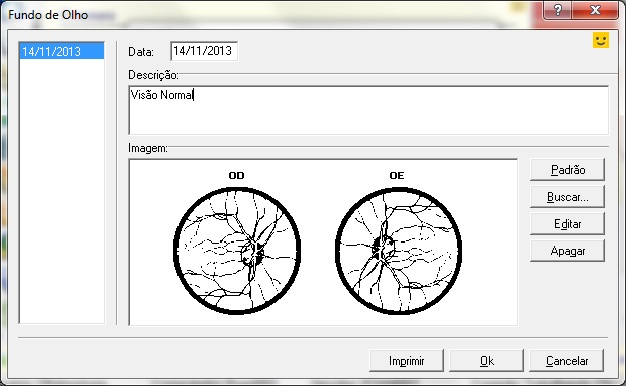 Fundo de Olho
14/11/2013
Data: 14/11/2013
Descrição:
Visão Normal
Imagem:
OD OE
Padrão
Buscar...
Editar
Apagar
Imprimir Ok Cancelar